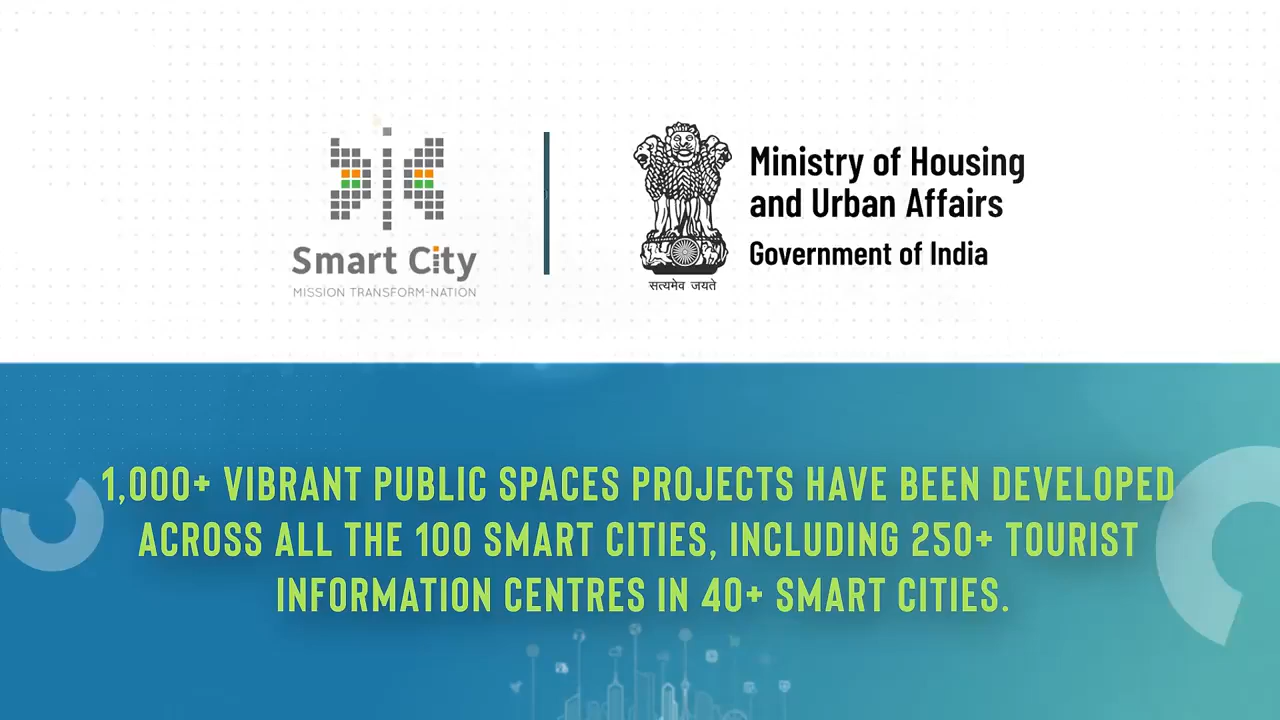 Smart City
MISSION TRANSFORM-NATION
Ministry of Housing
and Urban Affairs
Government of India
सत्यमेव जयते
1,000+ VIBRANT PUBLIC SPACES PROJECTS HAVE BEEN DEVELOPED
ACROSS ALL THE 100 SMART CITIES, INCLUDING 250+ TOURIST
INFORMATION CENTRES IN 40+ SMART CITIES.